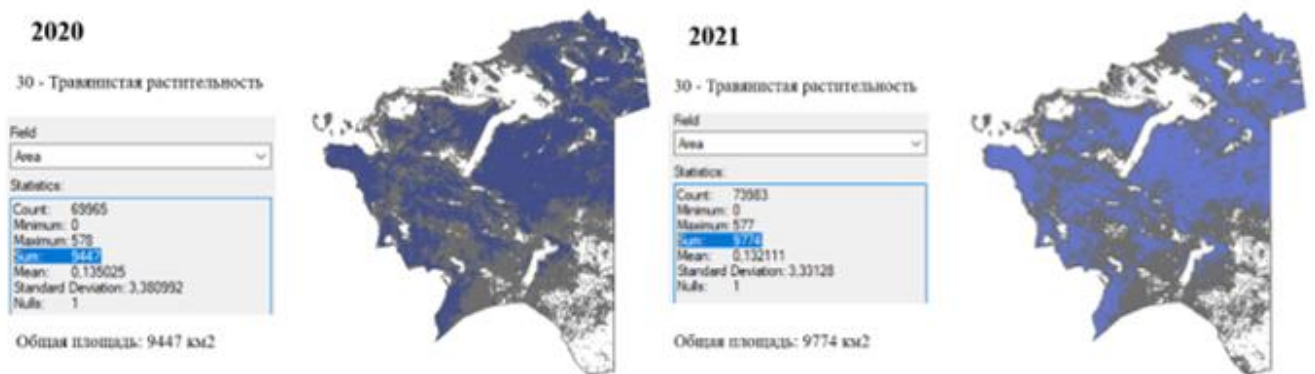 2020
30 - Травянистая растительность
Field
Area
Statistics:
Count: 69965
Minimum: 0
Maximum: 578
Sum: 9447
Mean: 0,135025
Standard Deviation: 3,380992
Nulls: 1
Общая площадь: 9447 км2
2021
30 - Травянистая растительность
Field
Area
Statistics:
Count: 73983
Minimum: 0
Maximum: 577
Sum: 9774
Mean: 0,132111
Standard Deviation: 3,33128
Nulls: 1
Общая площадь: 9774 км2